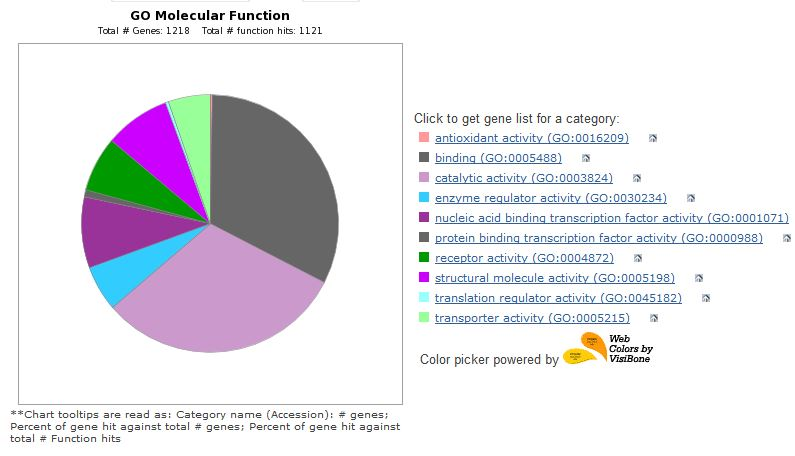 GO Molecular Function
Total # Genes: 1218 Total # function hits: 1121
Click to get gene list for a category:
antioxidant activity (GO:0016209)
binding (GO:0005488)
catalytic activity (GO:0003824)
enzyme regulator activity (GO:0030234)
nucleic acid binding transcription factor activity (GO:0001071)
protein binding transcription factor activity (GO:0000988)
receptor activity (GO:0004872)
structural molecule activity (GO:0005198)
translation regulator activity (GO:0045182)
transporter activity (GO:0005215)
Color picker powered by
Web
Colors by
VisiBone
**Chart tooltips are read as: Category name (Accession): # genes;
Percent of gene hit against total # genes; Percent of gene hit against
total # Function hits